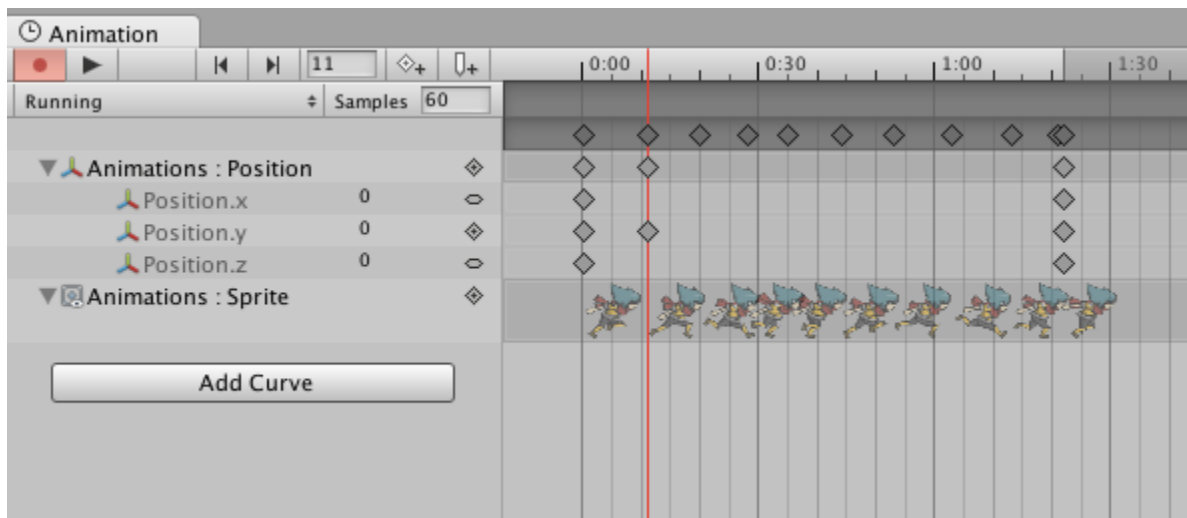 Animation
11
0:00 0:30 1:00 1:30
Running Samples 60
Animations : Position
Position.x 0
Position.y 0
Position.z 0
Animations : Sprite
Add Curve